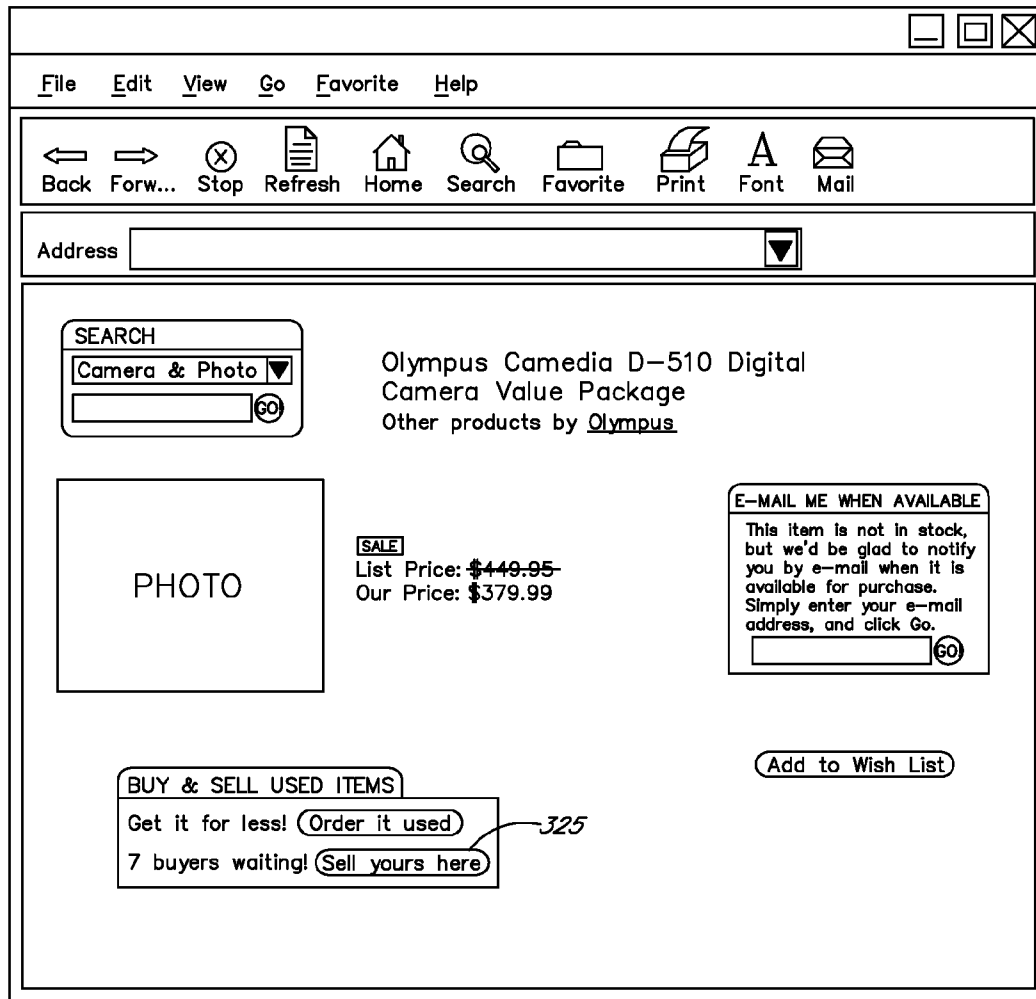 File Edit View Go Favorite Help
Back Forw... Stop Refresh Home Search Favorite Print A Font Mail
Address
SEARCH
Camera & Photo
GO!
Olympus Camedia D-510 Digital
Camera Value Package
Other products by Olympus
PHOTO
SALE
List Price: $449.95
Our Price: $379.99
E-MAIL ME WHEN AVAILABLE
This item is not in stock,
but we'd be glad to notify
you by e-mail when it is
available for purchase.
Simply enter your e-mail
address, and click Go.
GO!
Add to Wish List
BUY & SELL USED ITEMS
Get it for less! Order it used
7 buyers waiting! Sell yours here
325